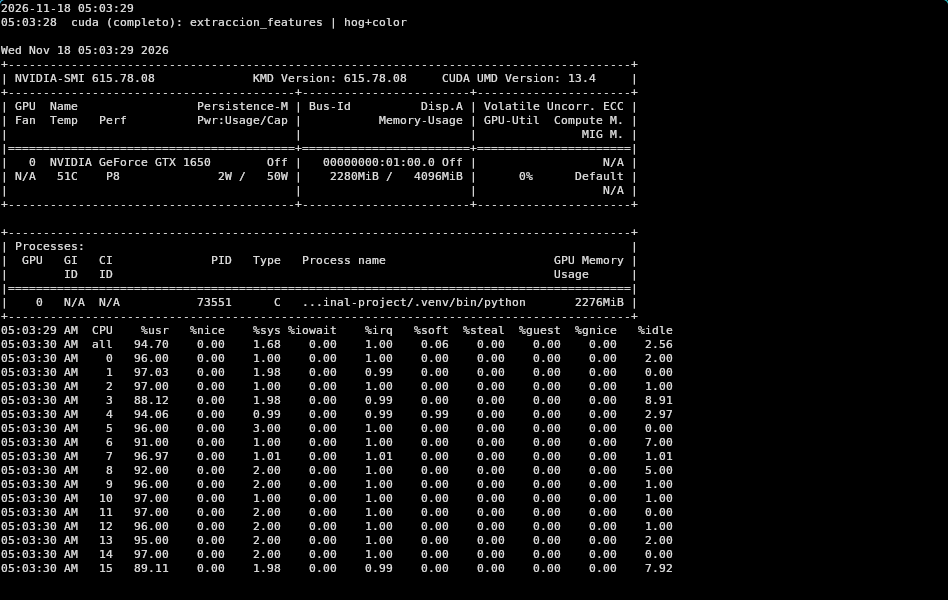 2026-11-18 05:03:29
05:03:28  cuda (completo): extraccion_features | hog+color

Wed Nov 18 05:03:29 2026
+-----------------------------------------------------------------------------------------+
| NVIDIA-SMI 615.78.08              KMD Version: 615.78.08     CUDA UMD Version: 13.4     |
+-----------------------------------------+------------------------+----------------------+
| GPU  Name                 Persistence-M | Bus-Id          Disp.A | Volatile Uncorr. ECC |
| Fan  Temp   Perf          Pwr:Usage/Cap |           Memory-Usage | GPU-Util  Compute M. |
|                                         |                        |               MIG M. |
|=========================================+========================+======================|
|   0  NVIDIA GeForce GTX 1650        Off |   00000000:01:00.0 Off |                  N/A |
| N/A   51C    P8               2W /   50W |    2280MiB /   4096MiB |      0%      Default |
|                                         |                        |                  N/A |
+-----------------------------------------+------------------------+----------------------+

+-----------------------------------------------------------------------------------------+
| Processes:                                                                              |
|  GPU   GI   CI              PID   Type   Process name                        GPU Memory |
|        ID   ID                                                               Usage      |
|=========================================================================================|
|    0   N/A  N/A           73551      C   ...inal-project/.venv/bin/python       2276MiB |
+-----------------------------------------------------------------------------------------+
05:03:29 AM  CPU    %usr   %nice    %sys %iowait    %irq   %soft  %steal  %guest  %gnice   %idle
05:03:30 AM  all   94.70    0.00    1.68    0.00    1.00    0.06    0.00    0.00    0.00    2.56
05:03:30 AM    0   96.00    0.00    1.00    0.00    1.00    0.00    0.00    0.00    0.00    2.00
05:03:30 AM    1   97.03    0.00    1.98    0.00    0.99    0.00    0.00    0.00    0.00    0.00
05:03:30 AM    2   97.00    0.00    1.00    0.00    1.00    0.00    0.00    0.00    0.00    1.00
05:03:30 AM    3   88.12    0.00    1.98    0.00    0.99    0.00    0.00    0.00    0.00    8.91
05:03:30 AM    4   94.06    0.00    0.99    0.00    0.99    0.99    0.00    0.00    0.00    2.97
05:03:30 AM    5   96.00    0.00    3.00    0.00    1.00    0.00    0.00    0.00    0.00    0.00
05:03:30 AM    6   91.00    0.00    1.00    0.00    1.00    0.00    0.00    0.00    0.00    7.00
05:03:30 AM    7   96.97    0.00    1.01    0.00    1.01    0.00    0.00    0.00    0.00    1.01
05:03:30 AM    8   92.00    0.00    2.00    0.00    1.00    0.00    0.00    0.00    0.00    5.00
05:03:30 AM    9   96.00    0.00    2.00    0.00    1.00    0.00    0.00    0.00    0.00    1.00
05:03:30 AM   10   97.00    0.00    1.00    0.00    1.00    0.00    0.00    0.00    0.00    1.00
05:03:30 AM   11   97.00    0.00    2.00    0.00    1.00    0.00    0.00    0.00    0.00    0.00
05:03:30 AM   12   96.00    0.00    2.00    0.00    1.00    0.00    0.00    0.00    0.00    1.00
05:03:30 AM   13   95.00    0.00    2.00    0.00    1.00    0.00    0.00    0.00    0.00    2.00
05:03:30 AM   14   97.00    0.00    2.00    0.00    1.00    0.00    0.00    0.00    0.00    0.00
05:03:30 AM   15   89.11    0.00    1.98    0.00    0.99    0.00    0.00    0.00    0.00    7.92